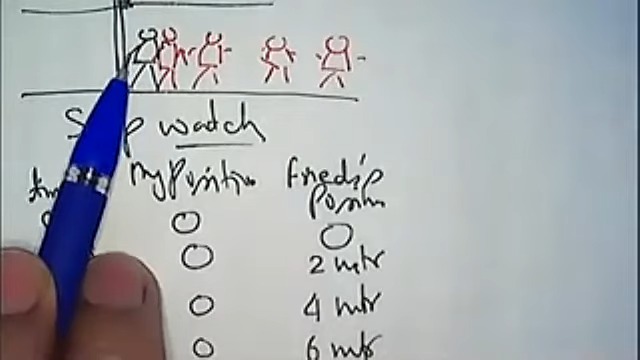 watch
my Position Friend's
Position
0 0
0 2 mtr
0 4 mtr
0 6 mtr